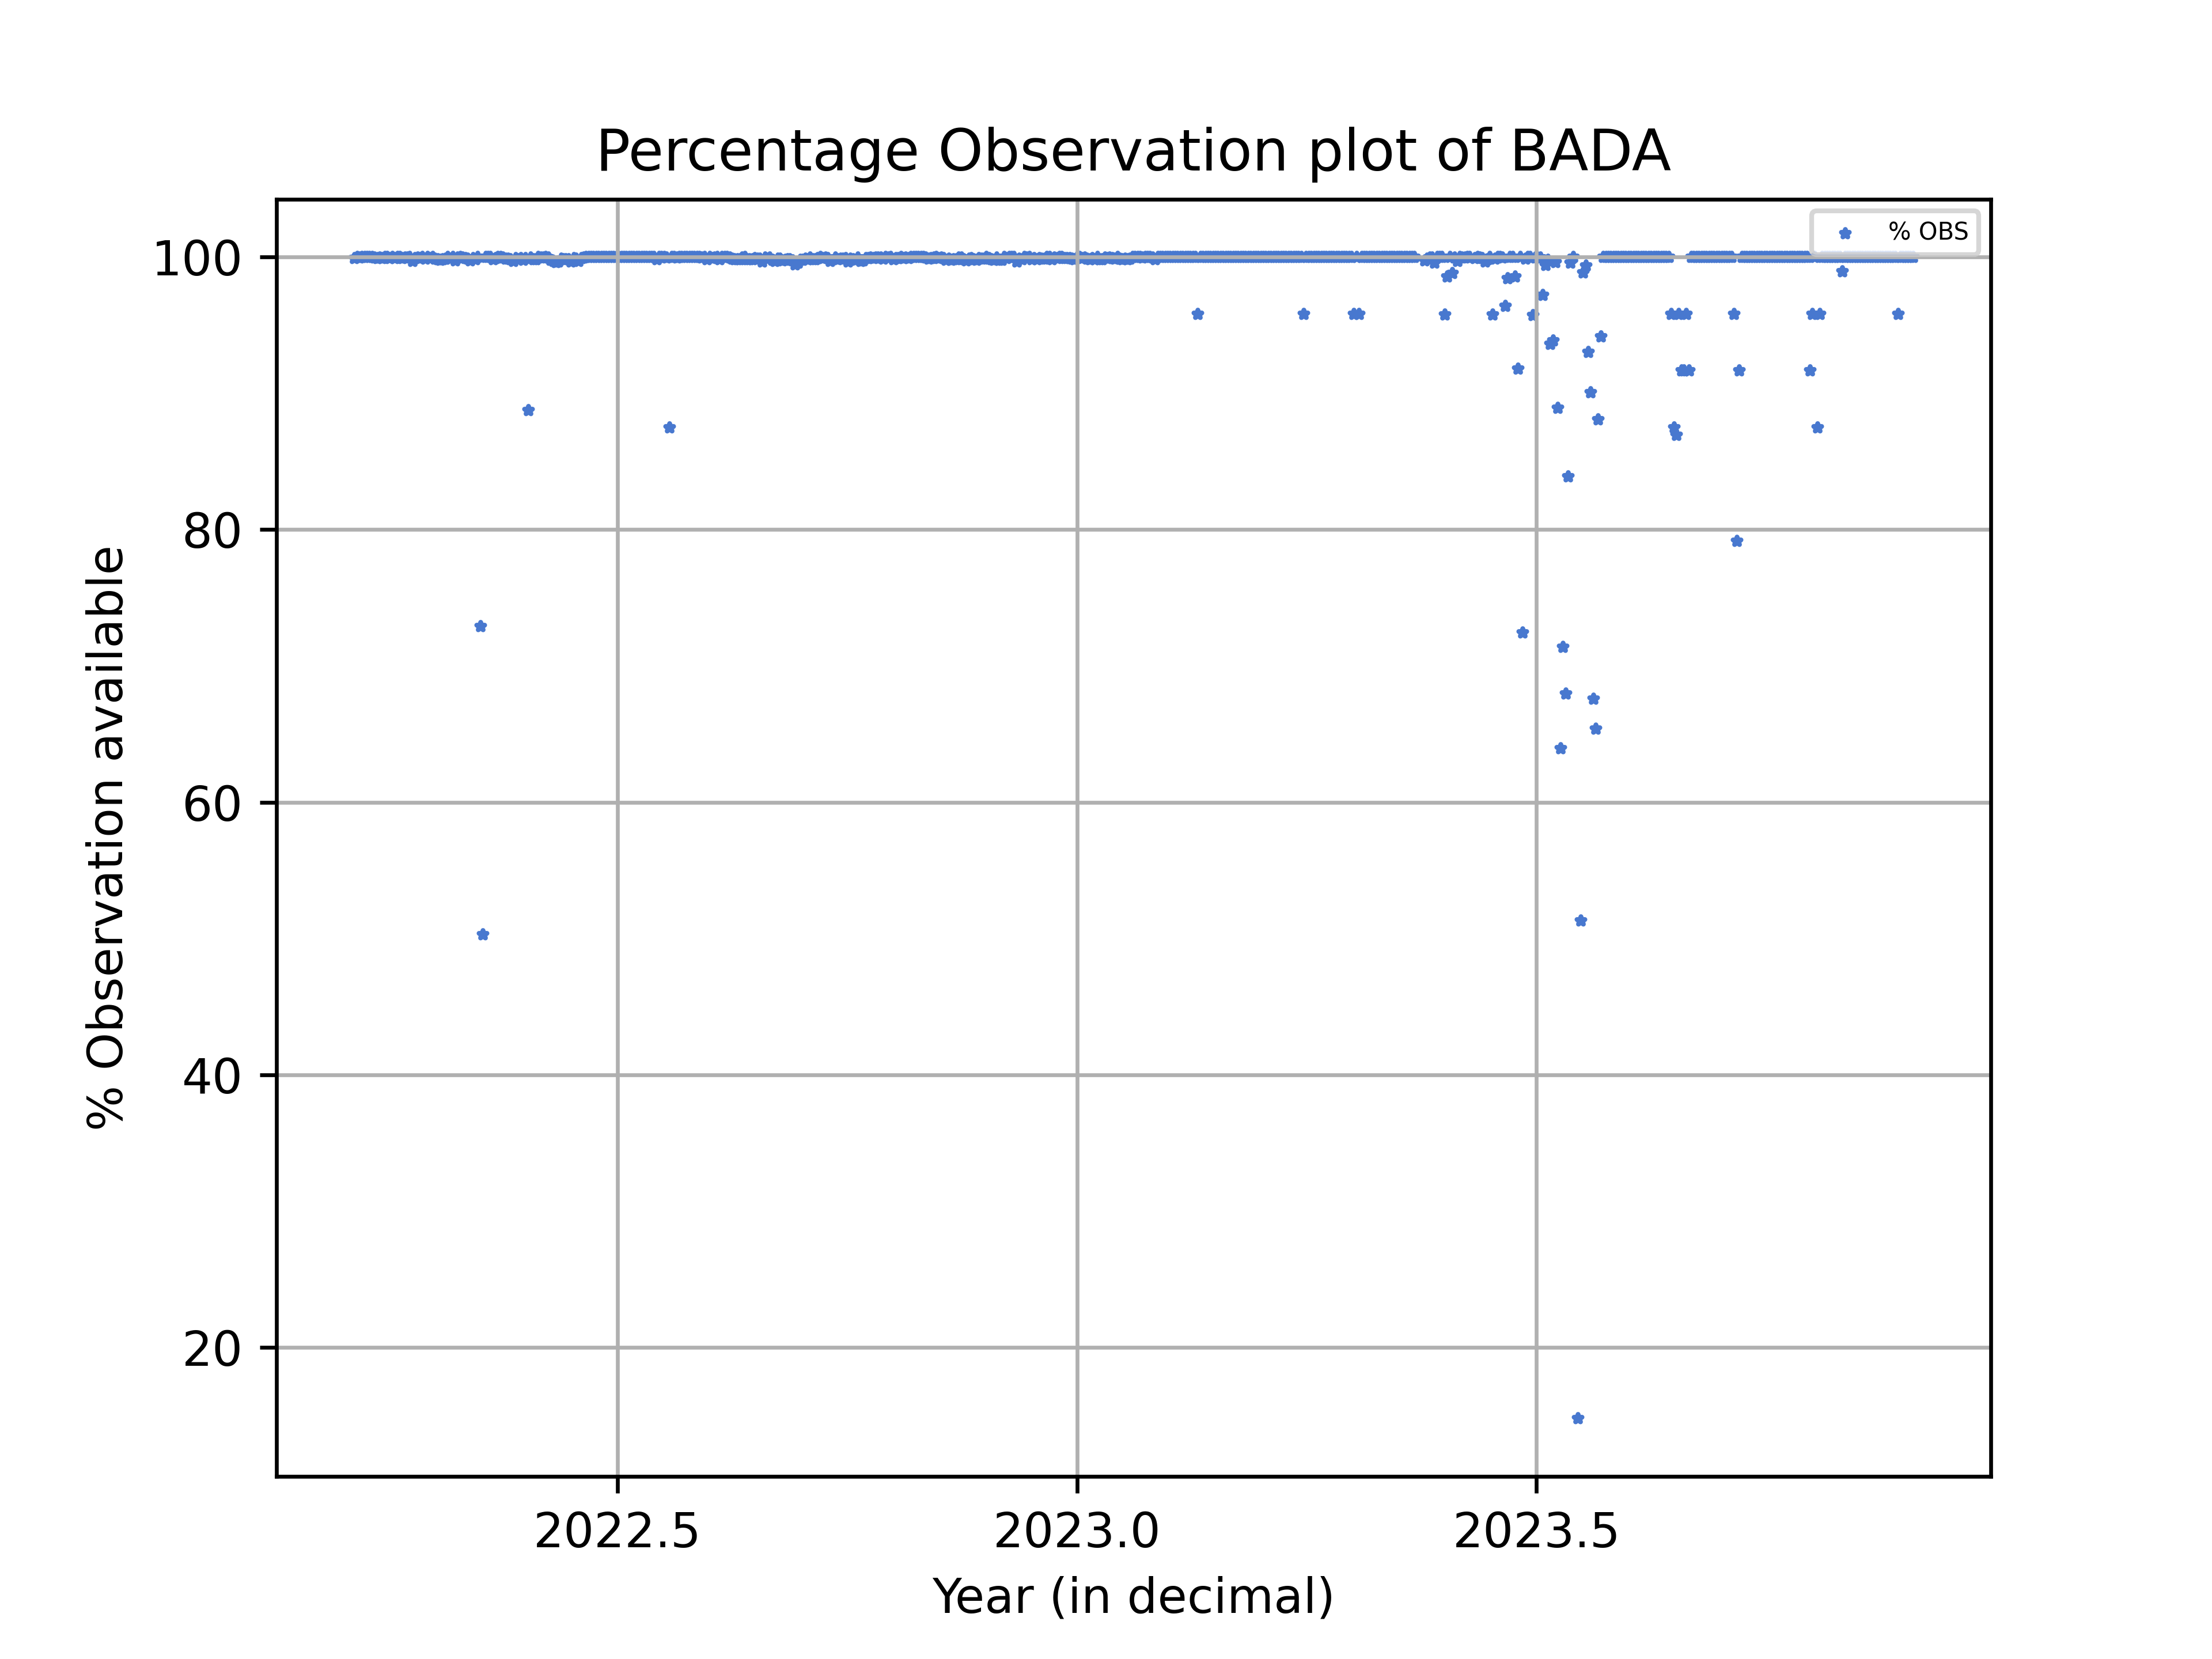 Percentage Observation plot of BADA
% OBS
% Observation available
100
80
60
40
20
2022.5
2023.0
2023.5
Year (in decimal)